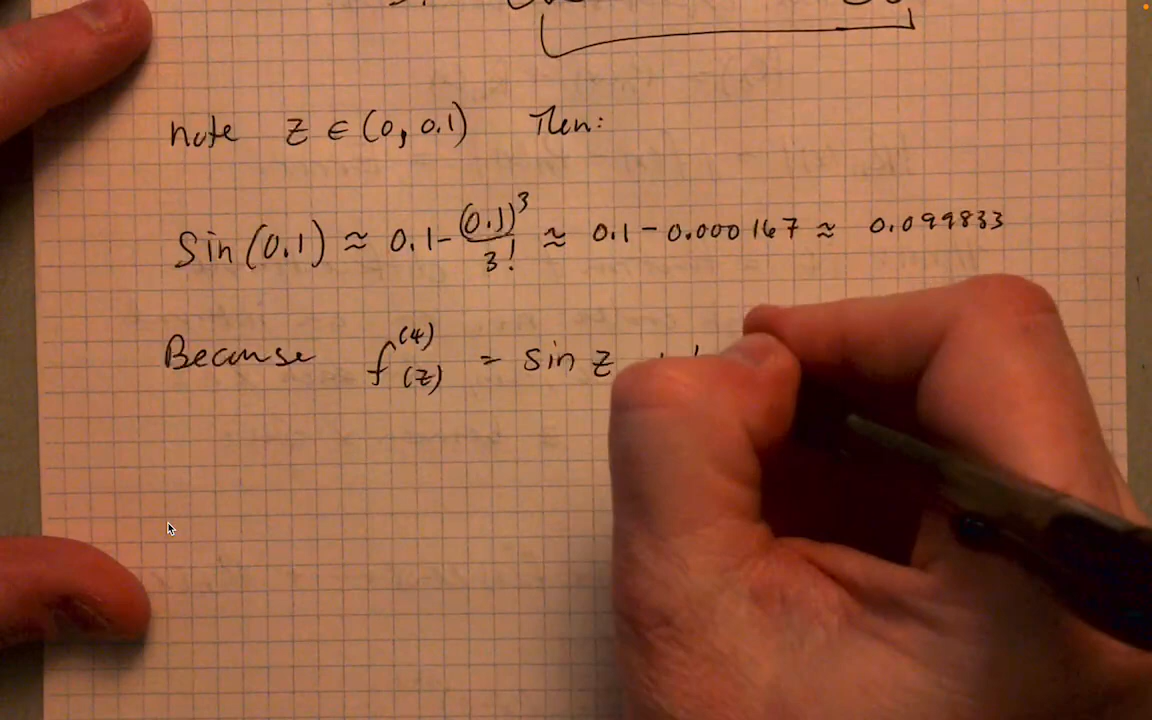 note z ∈ (0, 0.1) Then:
Sin(0.1) ≈ 0.1 - (0.1)^3/3! ≈ 0.1 - 0.000167 ≈ 0.099833
Because f^(4)(z) = sin z